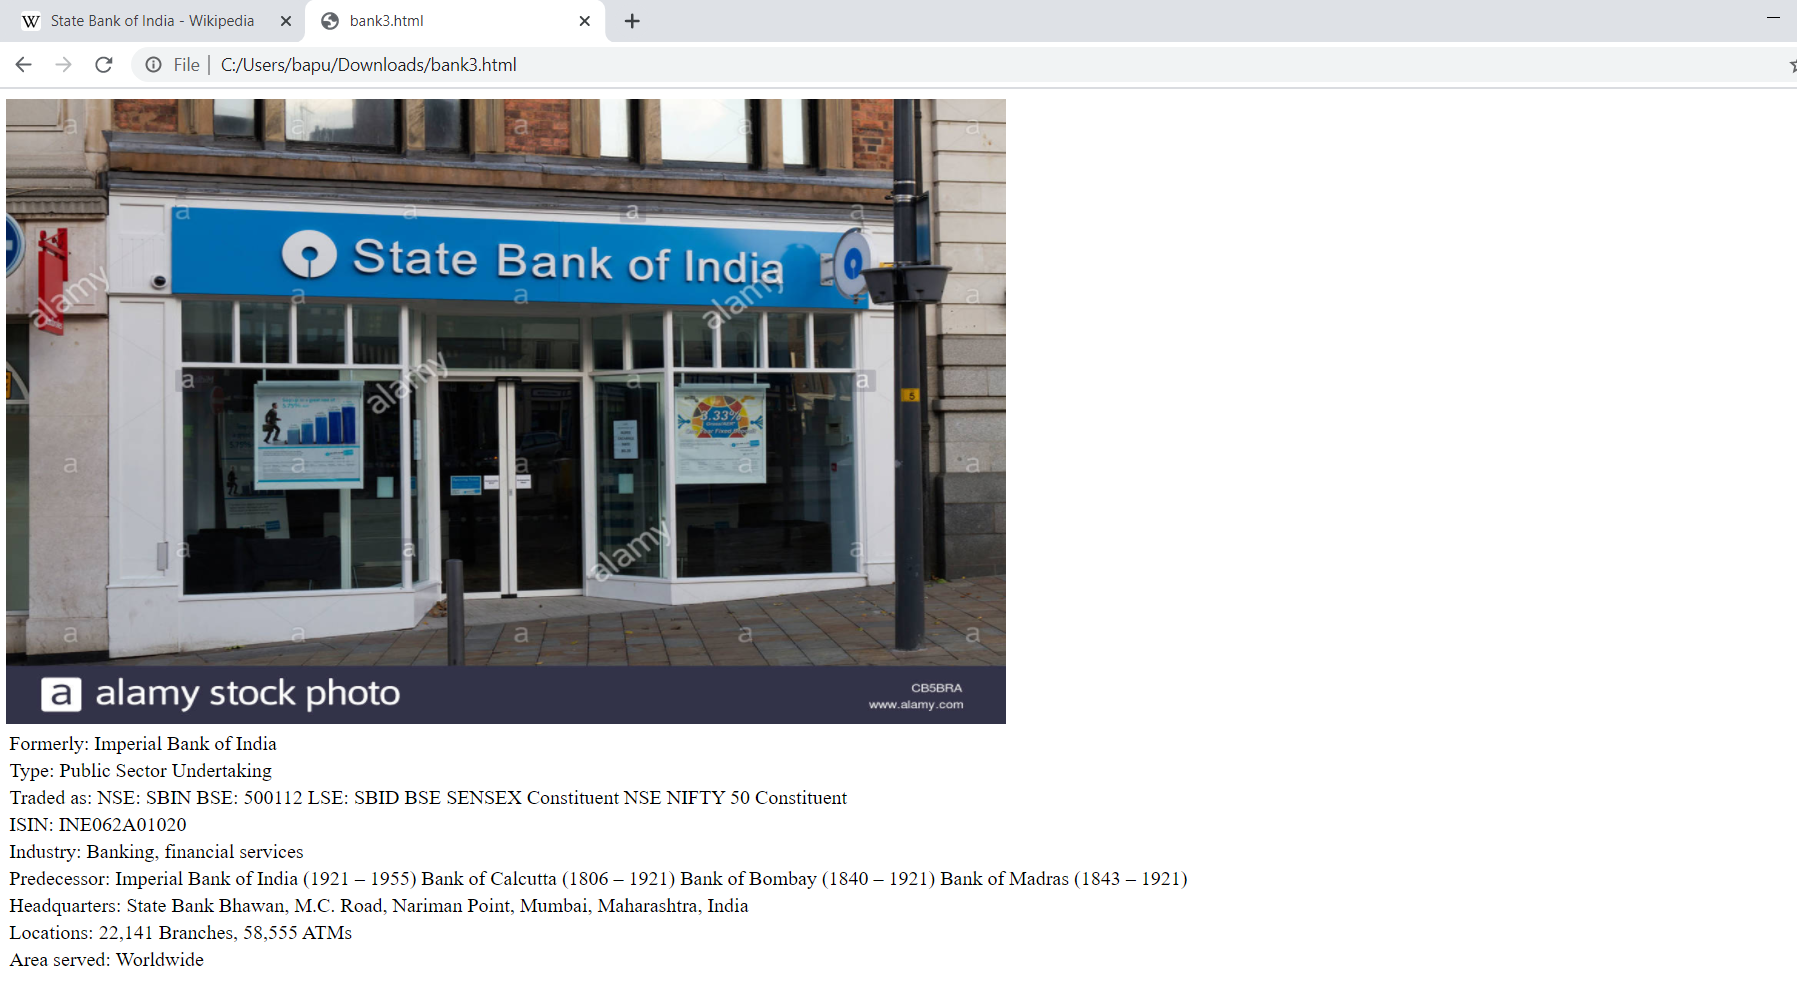 State Bank of India - Wikipedia
bank3.html
File
C:/Users/bapu/Downloads/bank3.html
State Bank of India
alamy
alamy
alamy
alamy
3.33%
5
a alamy stock photo
CB5BRA
www.alamy.com
Formerly: Imperial Bank of India
Type: Public Sector Undertaking
Traded as: NSE: SBIN BSE: 500112 LSE: SBID BSE SENSEX Constituent NSE NIFTY 50 Constituent
ISIN: INE062A01020
Industry: Banking, financial services
Predecessor: Imperial Bank of India (1921 – 1955) Bank of Calcutta (1806 – 1921) Bank of Bombay (1840 – 1921) Bank of Madras (1843 – 1921)
Headquarters: State Bank Bhawan, M.C. Road, Nariman Point, Mumbai, Maharashtra, India
Locations: 22,141 Branches, 58,555 ATMs
Area served: Worldwide